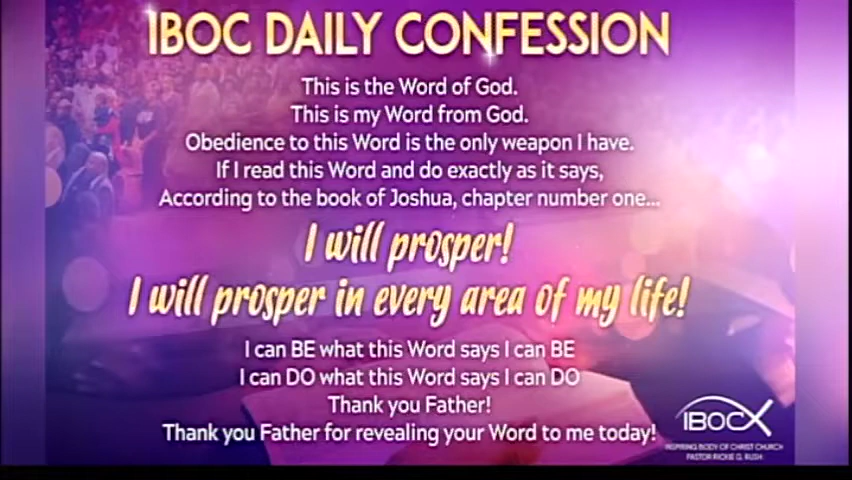 IBOC DAILY CONFESSION
This is the Word of God.
This is my Word from God.
Obedience to this Word is the only weapon I have.
If I read this Word and do exactly as it says,
According to the book of Joshua, chapter number one...
I will prosper!
I will prosper in every area of my life!
I can BE what this Word says I can BE
I can DO what this Word says I can DO
Thank you Father!
Thank you Father for revealing your Word to me today!
IBOC
INSPIRING BODY OF CHRIST CHURCH
PASTOR RICKIE G. RUSH